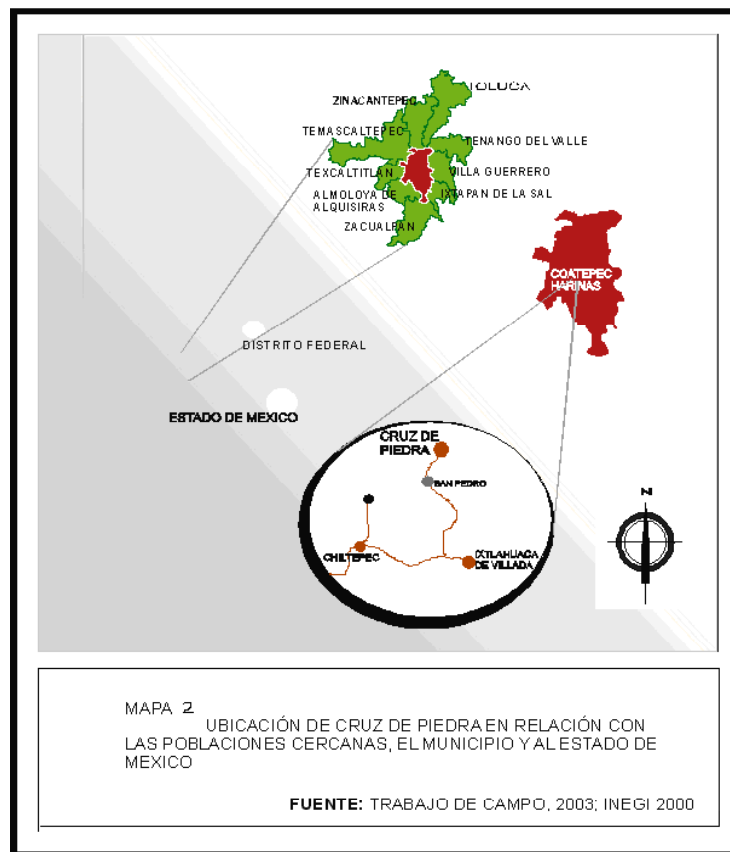 TOLUCA
ZINACANTEPEC
TEMASCALTEPEC
TENANGO DEL VALLE
TEXCALTITLAN
VILLA GUERRERO
ALMOLOYA DE
ALQUISIRAS
IXTAPAN DE LA SAL
ZACUALPAN
COATEPEC
HARINAS
DISTRITO FEDERAL
ESTADO DE MEXICO
CRUZ DE
PIEDRA
SAN PEDRO
CHILTEPEC
IXTLAHUACA
DE VILLADA
N
MAPA 2
UBICACIÓN DE CRUZ DE PIEDRA EN RELACIÓN CON
LAS POBLACIONES CERCANAS, EL MUNICIPIO Y AL ESTADO DE
MEXICO
FUENTE: TRABAJO DE CAMPO, 2003; INEGI 2000